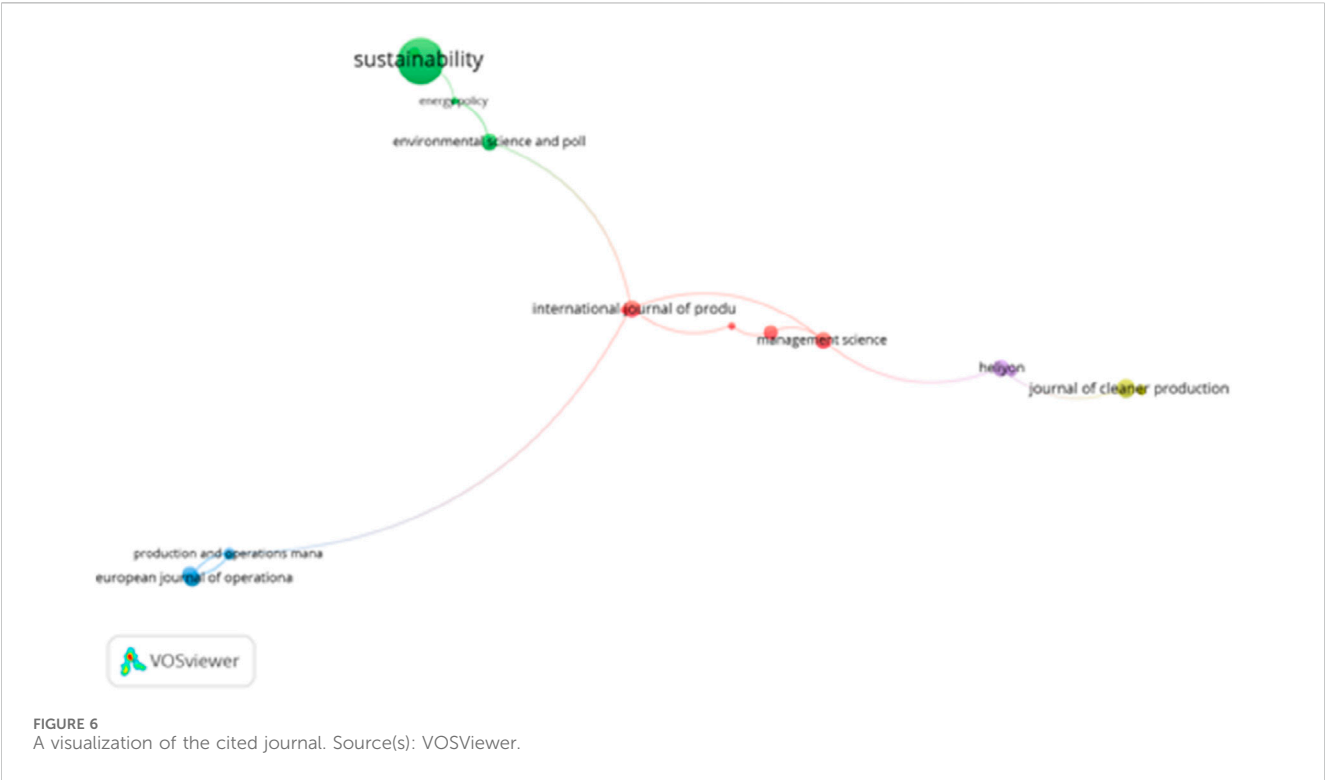 sustainability
energy policy
environmental science and poll
international journal of produ
management science
heliyon
journal of cleaner production
production and operations mana
european journal of operationa
VOSviewer
FIGURE 6
A visualization of the cited journal. Source(s): VOSViewer.